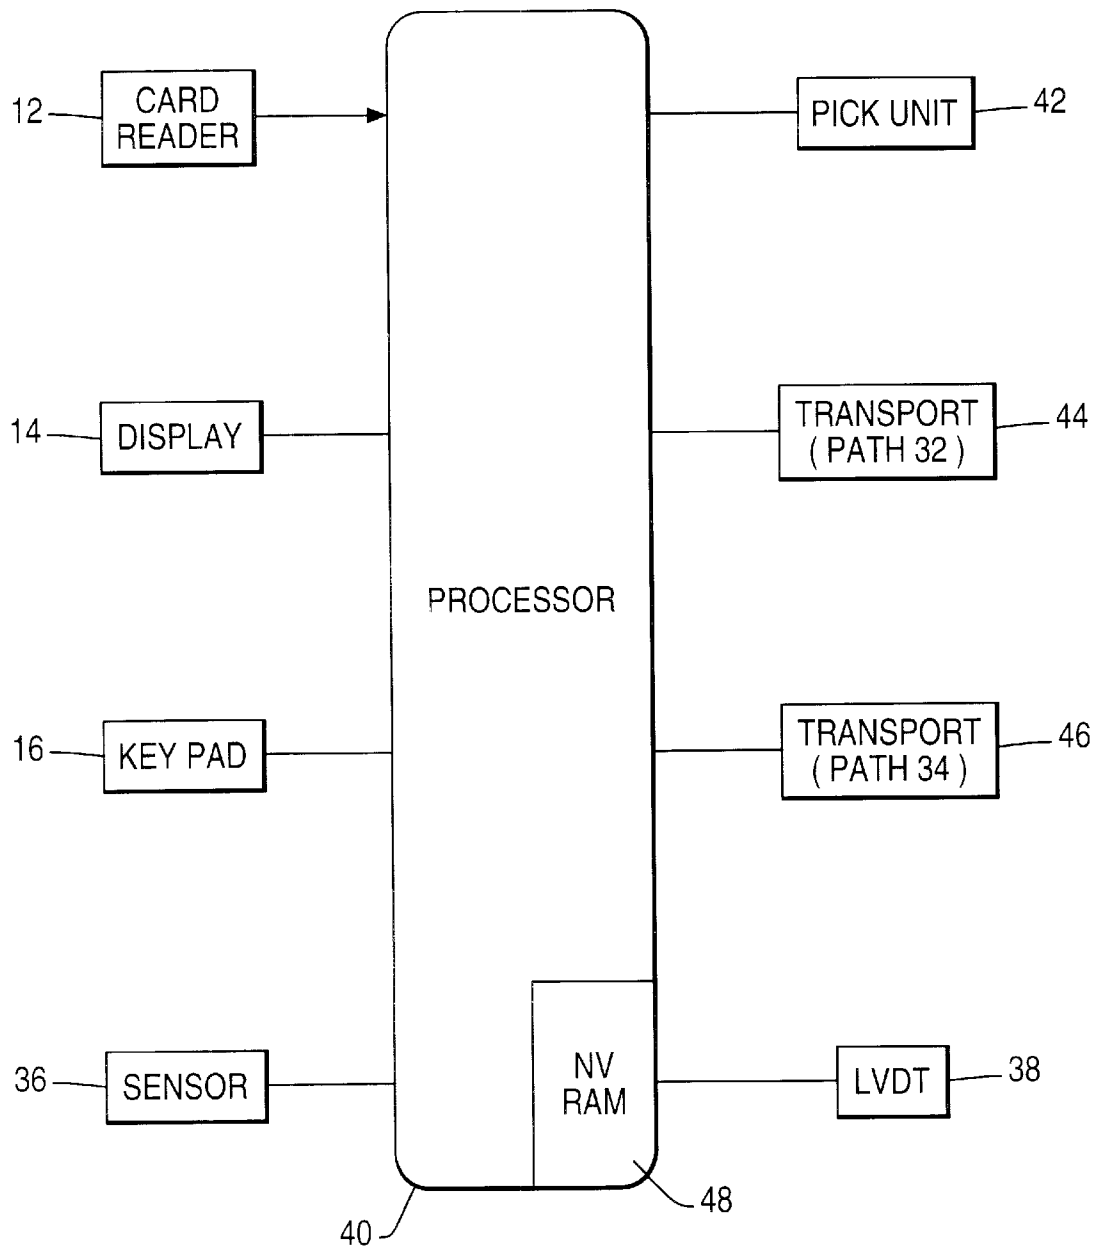 12
CARD
READER
PICK UNIT
42
14
DISPLAY
TRANSPORT
( PATH 32 )
44
PROCESSOR
16
KEY PAD
TRANSPORT
( PATH 34 )
46
36
SENSOR
NV
RAM
LVDT
38
48
40